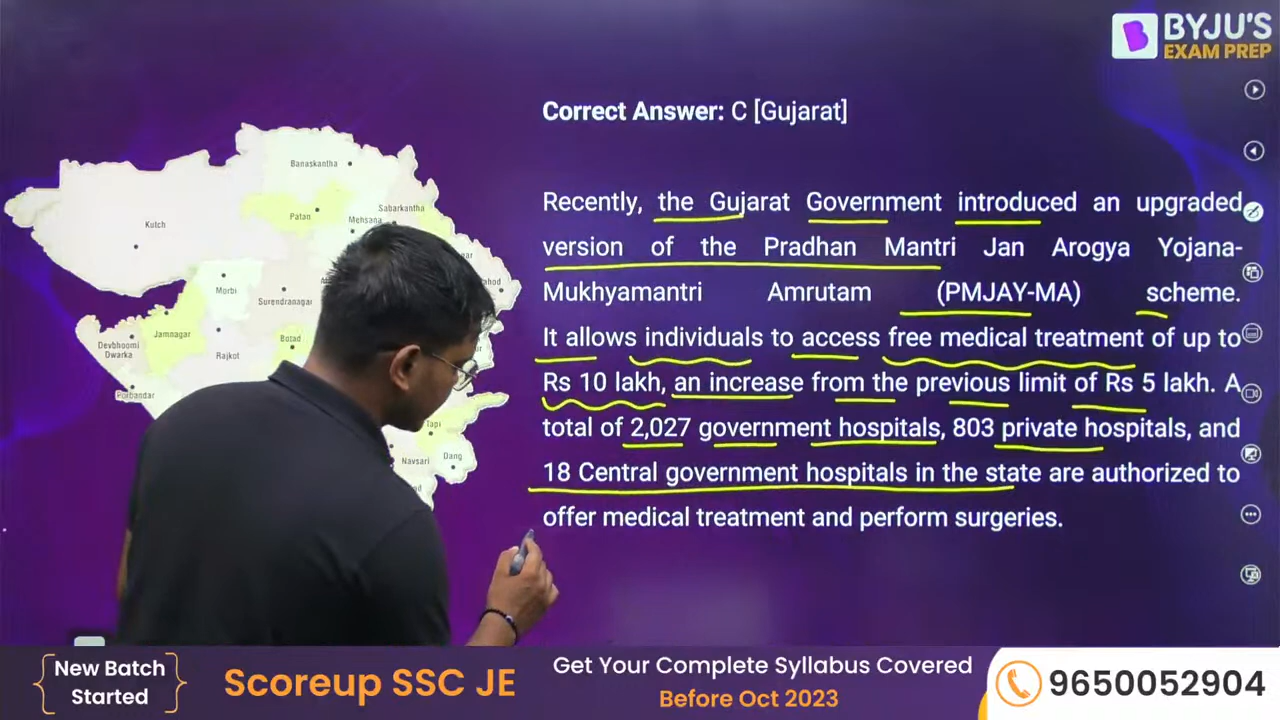 BYJU'S
EXAM PREP
Correct Answer: C [Gujarat]
Recently, the Gujarat Government introduced an upgraded
version of the Pradhan Mantri Jan Arogya Yojana-
Mukhyamantri Amrutam (PMJAY-MA) scheme.
It allows individuals to access free medical treatment of up to
Rs 10 lakh, an increase from the previous limit of Rs 5 lakh. A
total of 2,027 government hospitals, 803 private hospitals, and
18 Central government hospitals in the state are authorized to
offer medical treatment and perform surgeries.
Banaskantha
Patan
Sabarkantha
Mehsana
Kutch
Morbi
Surendranagar
Jamnagar
Devbhoomi
Dwarka
Rajkot
Botad
Porbandar
Tapi
Navsari
Dang
New Batch
Started
Scoreup SSC JE
Get Your Complete Syllabus Covered
Before Oct 2023
9650052904